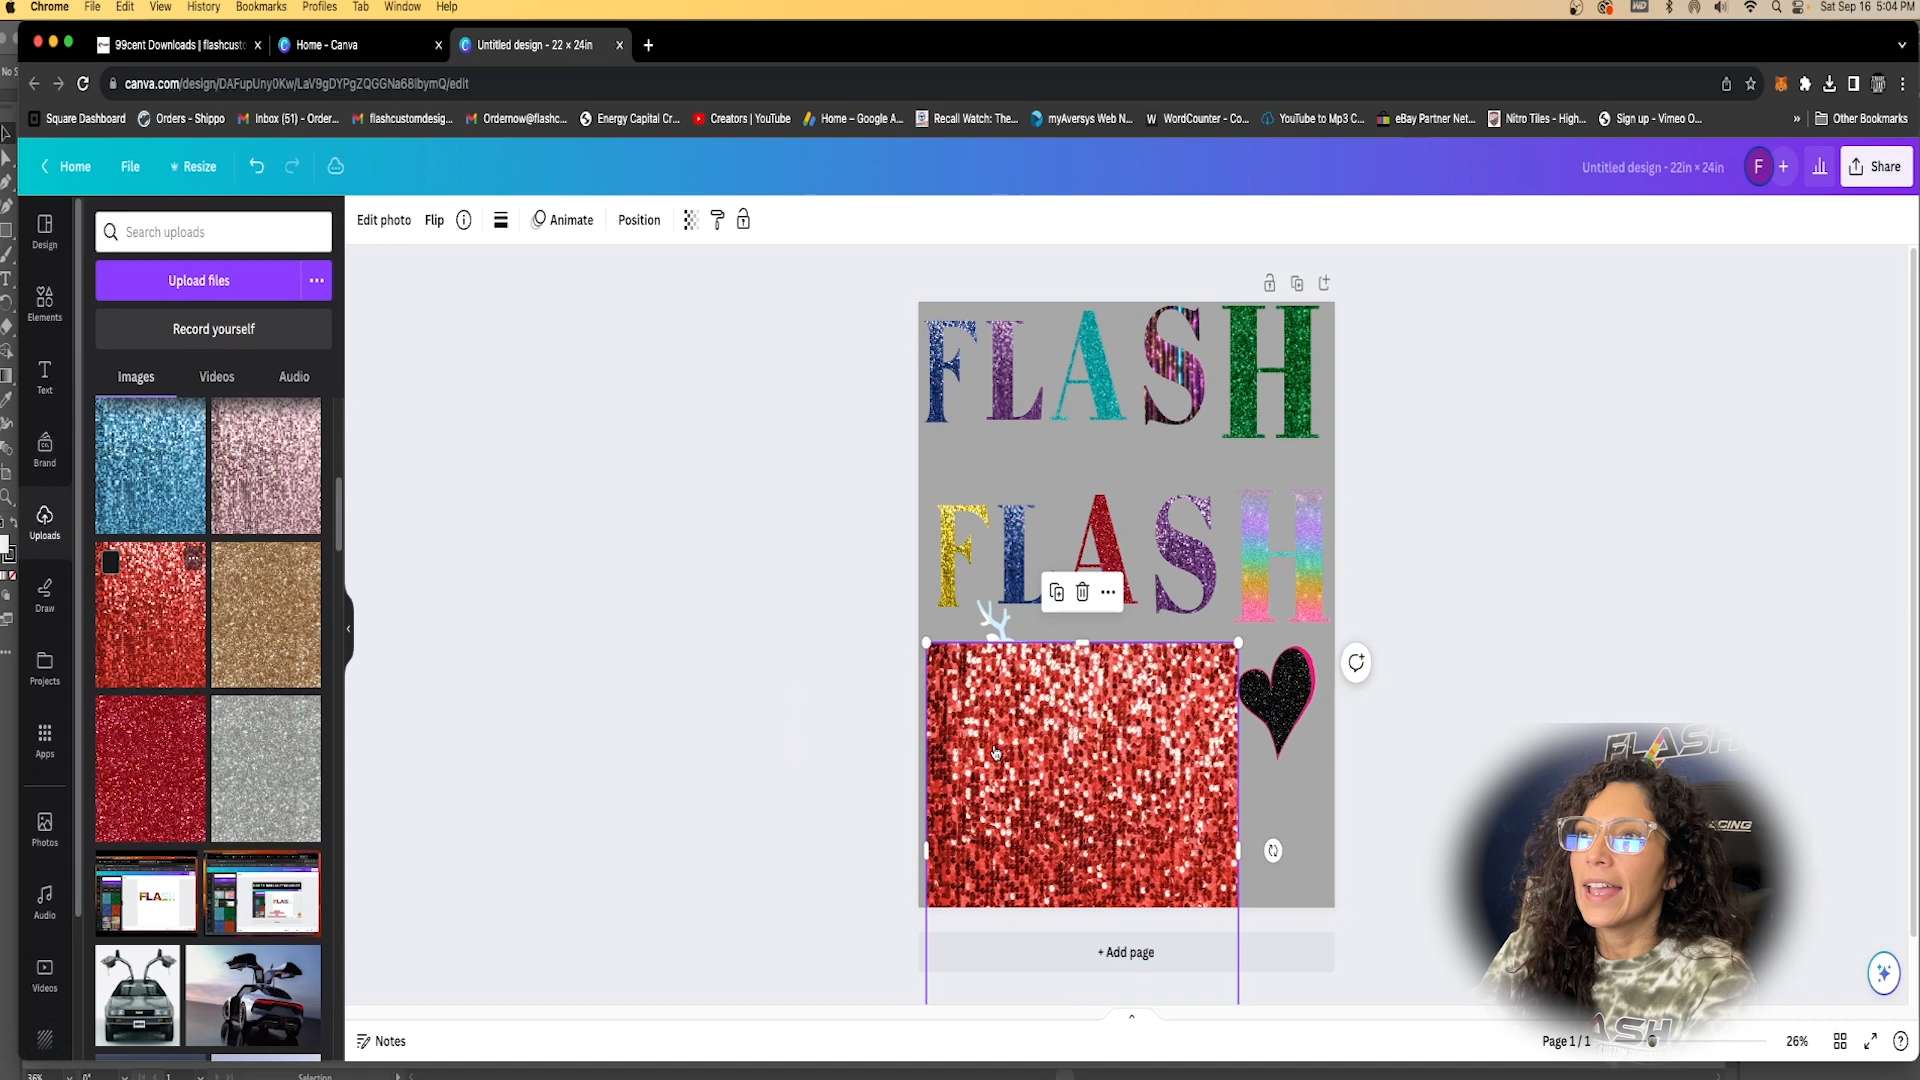 Chrome File Edit View History Bookmarks Profiles Tab Window Help Sat Sep 16 5:04 PM
99cent Downloads | flashcusto Home - Canva Untitled design - 22 × 24in
canva.com/design/DAFupUny0Kw/LaV9gDYPgZQGGNa68IbymQ/edit
Square Dashboard Orders - Shippo Inbox (51) - Order... flashcustomdesig... Ordernow@flashc... Energy Capital Cr... Creators | YouTube Home - Google A... Recall Watch: The... myAversys Web N... WordCounter - Co... YouTube to Mp3 C... eBay Partner Net... Nitro Tiles - High... Sign up - Vimeo O... » Other Bookmarks
Home File Resize Untitled design - 22in × 24in F + Share
Edit photo Flip Animate Position
Design
Elements
Text
Brand
Uploads
Draw
Projects
Apps
Photos
Audio
Videos
Search uploads
Upload files
Record yourself
Images Videos Audio
FLASH
FLASH
FLASH
+ Add page
FLASH
Notes
Page 1 / 1 26%
36% 0° 1 Selection